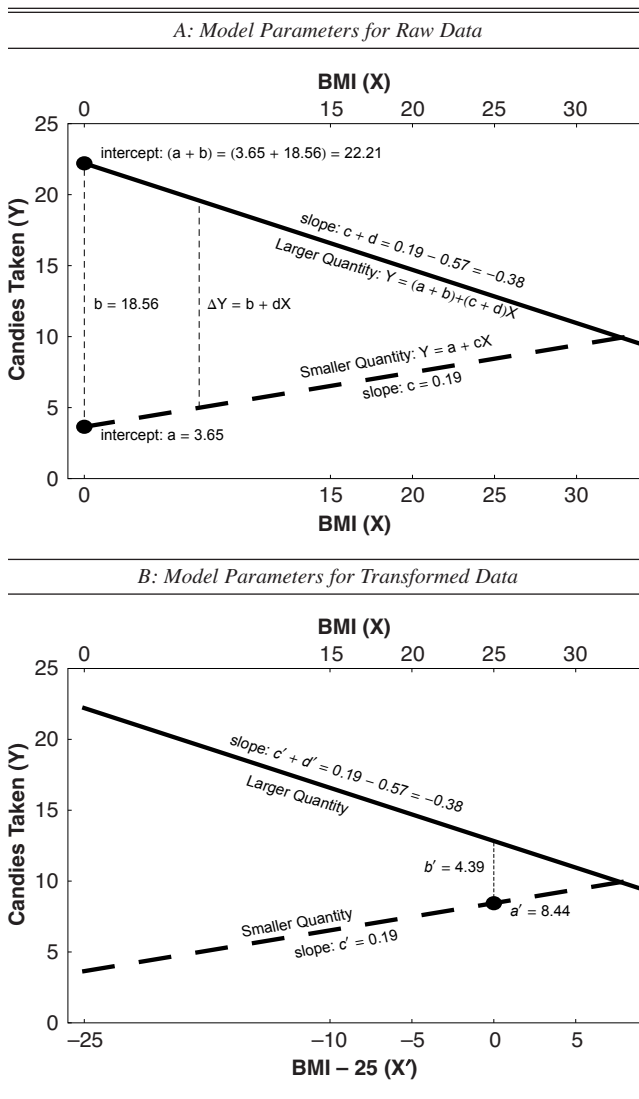 A: Model Parameters for Raw Data
BMI (X)
0 15 20 25 30
25
20
15
10
5
0
Candies Taken (Y)
intercept: (a + b) = (3.65 + 18.56) = 22.21
slope: c + d = 0.19 − 0.57 = −0.38
Larger Quantity: Y = (a + b)+(c + d)X
b = 18.56
ΔY = b + dX
Smaller Quantity: Y = a + cX
slope: c = 0.19
intercept: a = 3.65
0 15 20 25 30
BMI (X)
B: Model Parameters for Transformed Data
BMI (X)
0 15 20 25 30
25
20
15
10
5
0
Candies Taken (Y)
slope: c′ + d′ = 0.19 − 0.57 = −0.38
Larger Quantity
b′ = 4.39
a′ = 8.44
Smaller Quantity
slope: c′ = 0.19
−25 −10 −5 0 5
BMI – 25 (X′)